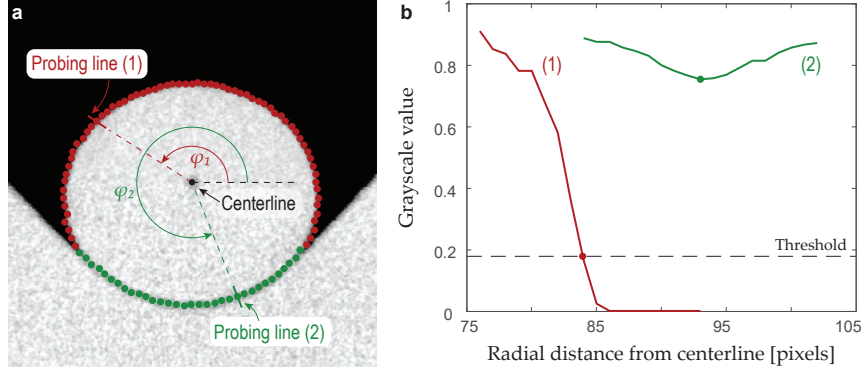 a
Probing line (1)
φ1
φ2
Centerline
Probing line (2)
b
1
0.8
0.6
0.4
0.2
0
Grayscale value
(1)
(2)
Threshold
75
85
95
105
Radial distance from centerline [pixels]